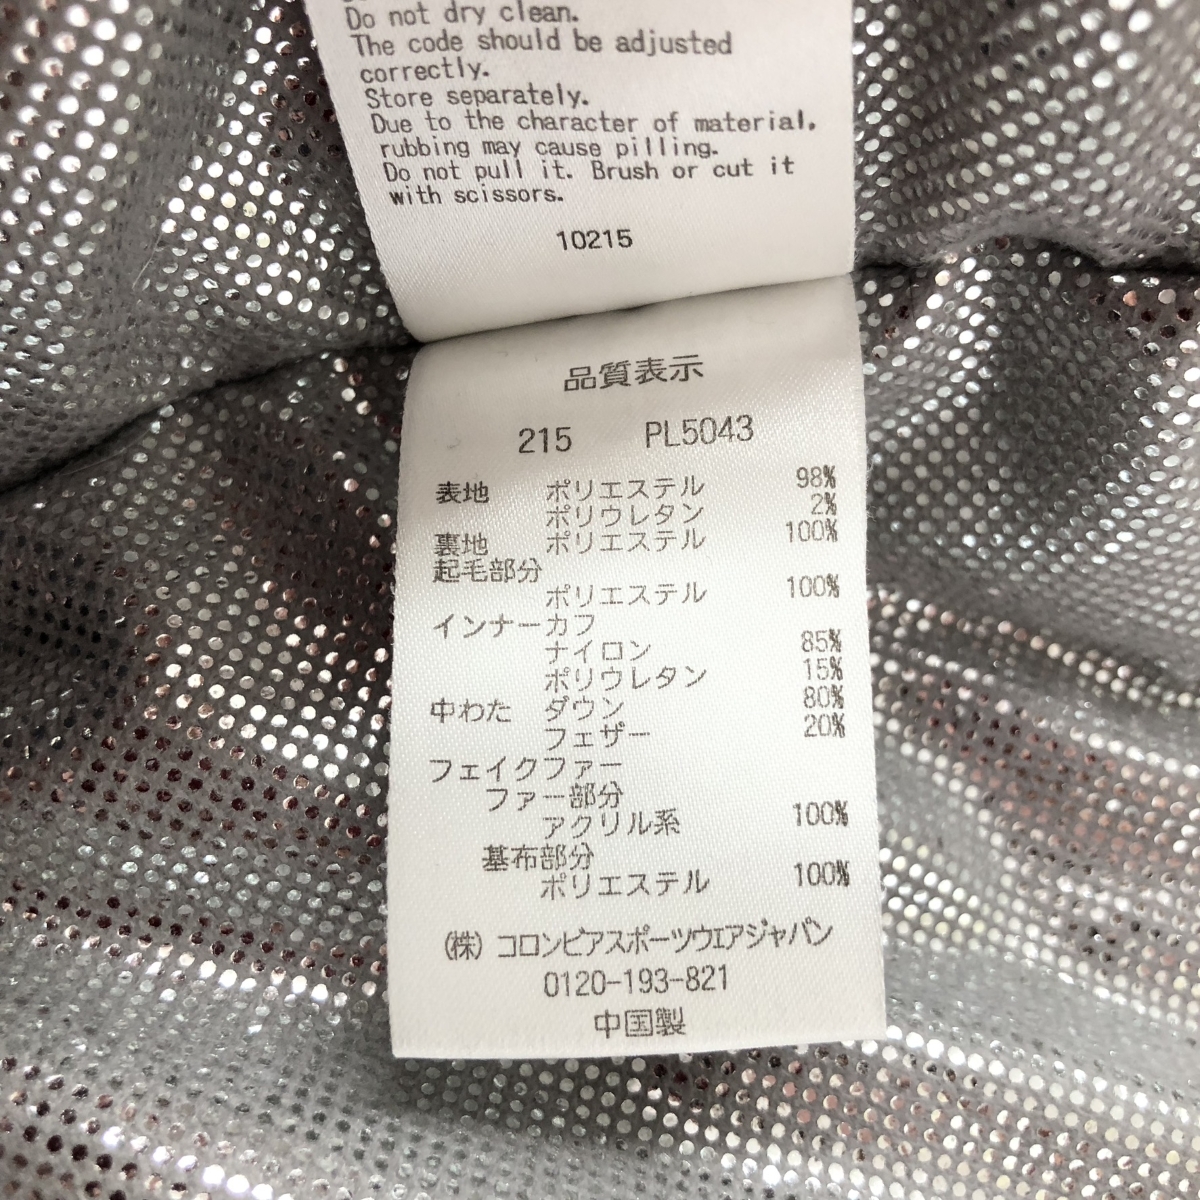 Do not dry clean.
The code should be adjusted
correctly.
Store separately.
Due to the character of material,
rubbing may cause pilling.
Do not pull it. Brush or cut it
with scissors.
10215
品質表示
215 PL5043
表地 ポリエステル 98%
ポリウレタン 2%
裏地 ポリエステル 100%
起毛部分
ポリエステル 100%
インナーカフ
ナイロン 85%
ポリウレタン 15%
中わた ダウン 80%
フェザー 20%
フェイクファー
ファー部分
アクリル系 100%
基布部分
ポリエステル 100%
(株) コロンビアスポーツウェアジャパン
0120-193-821
中国製